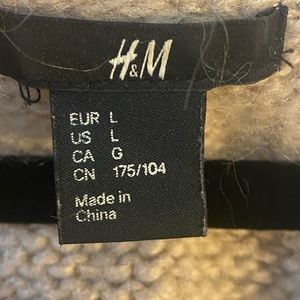 H&M
EUR L
US L
CA G
CN 175/104
Made in
China